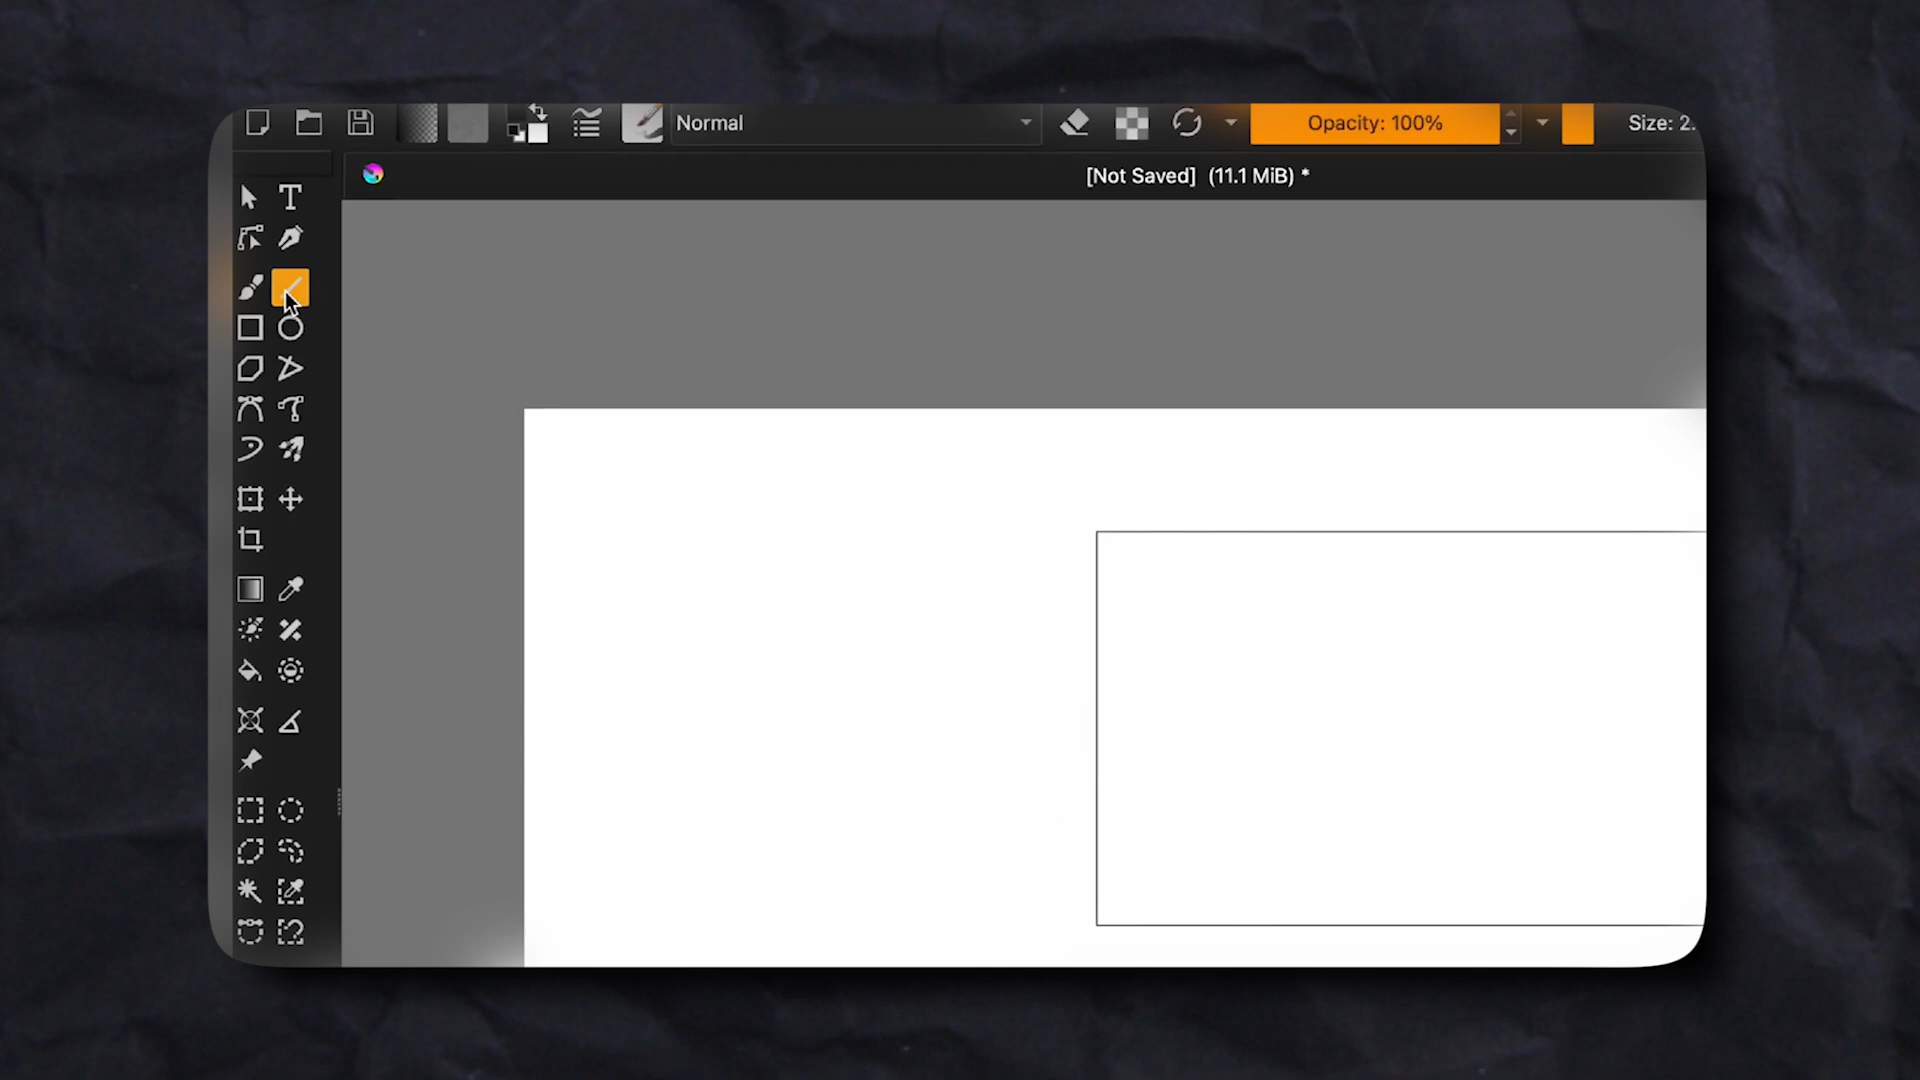 Normal
Opacity: 100%
Size: 2.
[Not Saved] (11.1 MiB) *